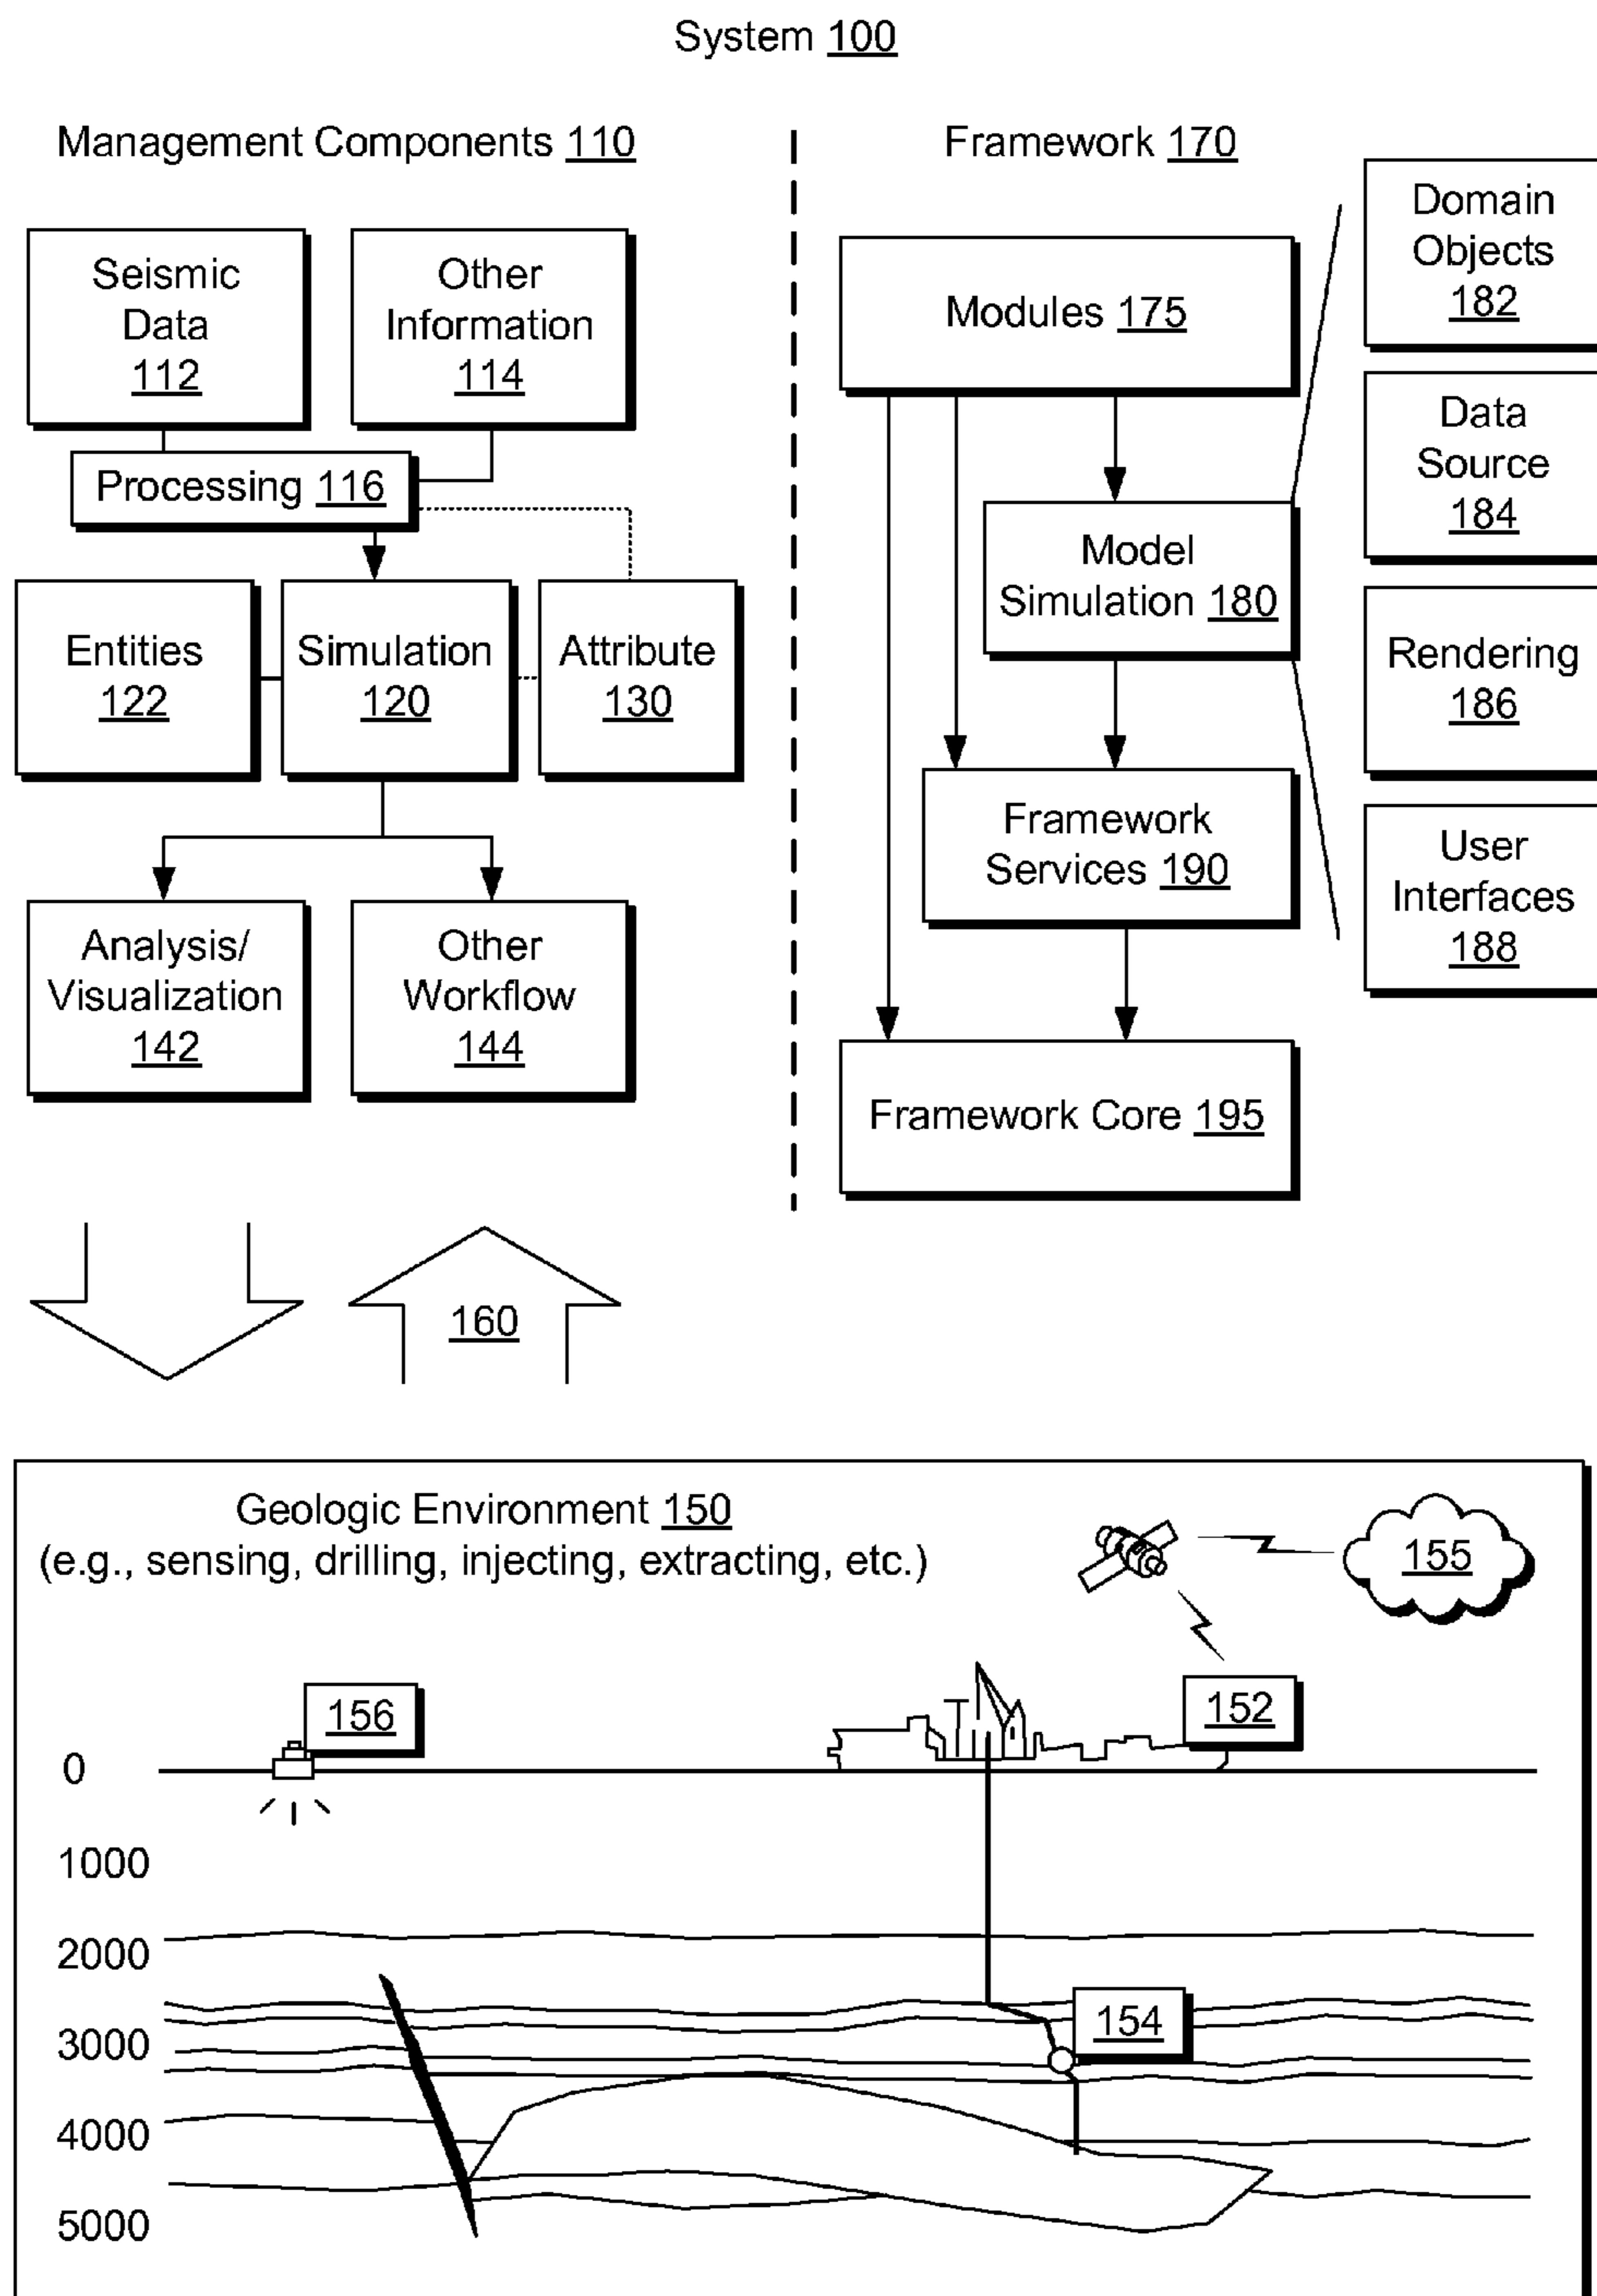 System 100
Management Components 110
Seismic
Data
112
Other
Information
114
Processing 116
Entities
122
Simulation
120
Attribute
130
Analysis/
Visualization
142
Other
Workflow
144
Framework 170
Modules 175
Model
Simulation 180
Framework
Services 190
Framework Core 195
Domain
Objects
182
Data
Source
184
Rendering
186
User
Interfaces
188
160
Geologic Environment 150
(e.g., sensing, drilling, injecting, extracting, etc.)
155
156
152
0
1000
2000
154
3000
4000
5000